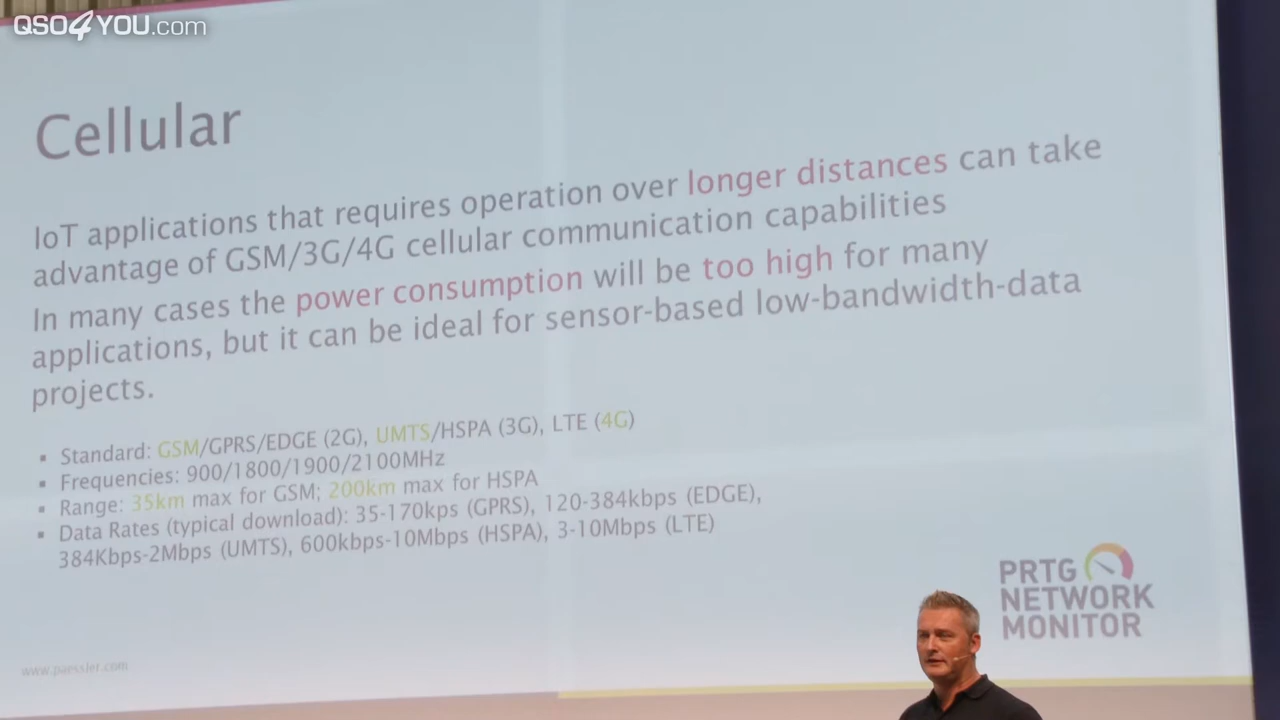 QSO4YOU.com
Cellular
IoT applications that requires operation over longer distances can take
advantage of GSM/3G/4G cellular communication capabilities
In many cases the power consumption will be too high for many
applications, but it can be ideal for sensor-based low-bandwidth-data
projects.
▪ Standard: GSM/GPRS/EDGE (2G), UMTS/HSPA (3G), LTE (4G)
▪ Frequencies: 900/1800/1900/2100MHz
▪ Range: 35km max for GSM; 200km max for HSPA
▪ Data Rates (typical download): 35-170kps (GPRS), 120-384kbps (EDGE),
384Kbps-2Mbps (UMTS), 600kbps-10Mbps (HSPA), 3-10Mbps (LTE)
PRTG
NETWORK
MONITOR
www.paessler.com